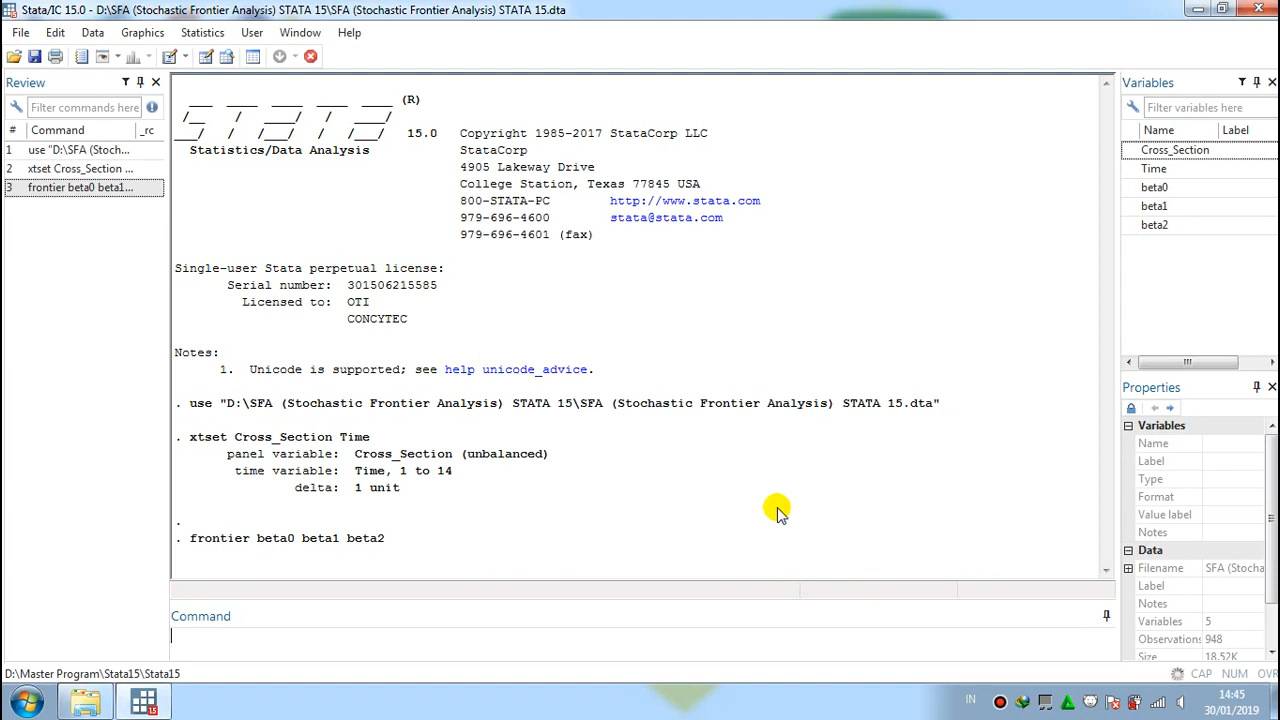 Stata/IC 15.0 - D:\SFA (Stochastic Frontier Analysis) STATA 15\SFA (Stochastic Frontier Analysis) STATA 15.dta
File Edit Data Graphics Statistics User Window Help
Review
Filter commands here
# Command _rc
1 use "D:\SFA (Stoch...
2 xtset Cross_Section ...
3 frontier beta0 beta1...
(R)
15.0 Copyright 1985-2017 StataCorp LLC
Statistics/Data Analysis StataCorp
4905 Lakeway Drive
College Station, Texas 77845 USA
800-STATA-PC http://www.stata.com
979-696-4600 stata@stata.com
979-696-4601 (fax)
Single-user Stata perpetual license:
Serial number: 301506215585
Licensed to: OTI
CONCYTEC
Notes:
1. Unicode is supported; see help unicode_advice.
. use "D:\SFA (Stochastic Frontier Analysis) STATA 15\SFA (Stochastic Frontier Analysis) STATA 15.dta"
. xtset Cross_Section Time
panel variable: Cross_Section (unbalanced)
time variable: Time, 1 to 14
delta: 1 unit
.
. frontier beta0 beta1 beta2
Command
Variables
Filter variables here
Name Label
Cross_Section
Time
beta0
beta1
beta2
Properties
Variables
Name
Label
Type
Format
Value label
Notes
Data
Filename SFA (Stocha
Label
Notes
Variables 5
Observations 948
Size 18.52K
D:\Master Program\Stata15\Stata15
CAP NUM OVR
IN
14:45
30/01/2019